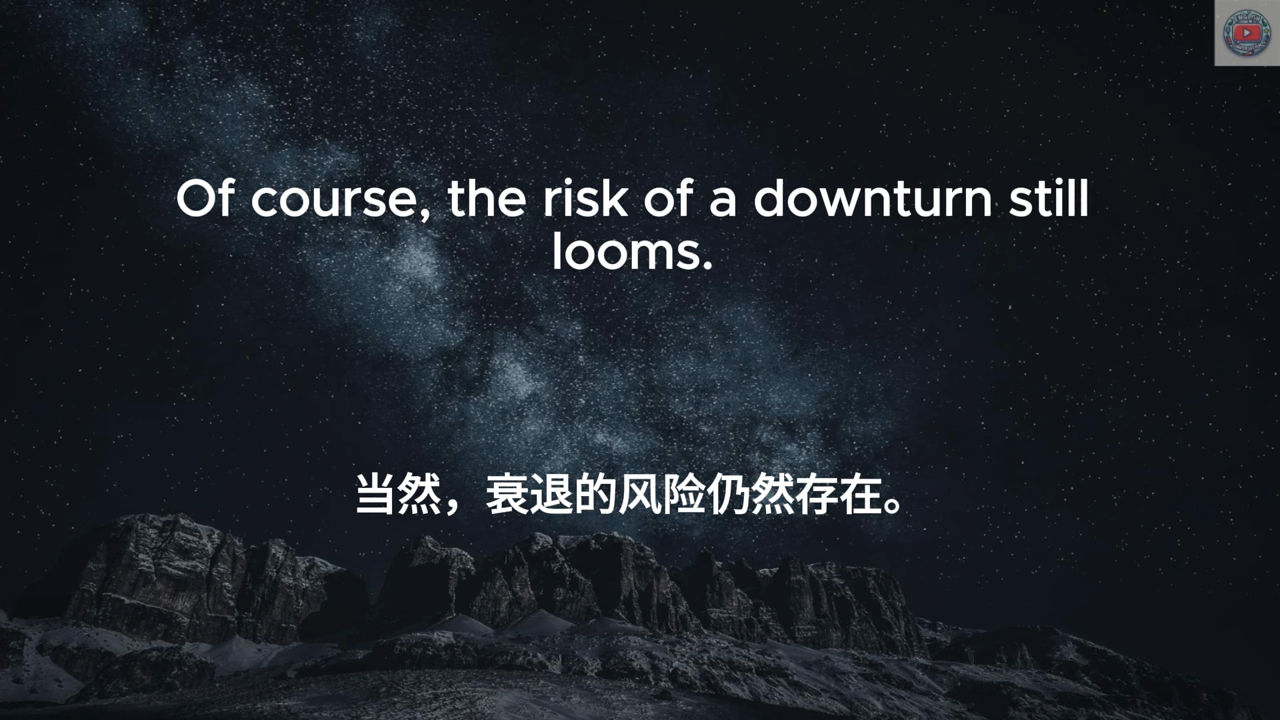 Of course, the risk of a downturn still
looms.
当然，衰退的风险仍然存在。